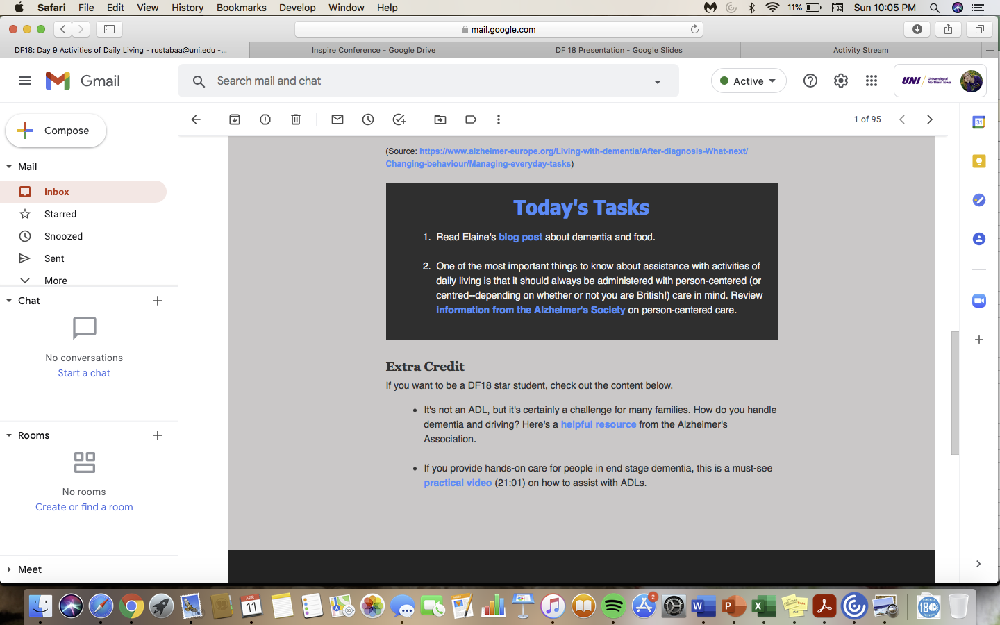 Safari File Edit View History Bookmarks Develop Window Help 11% Sun 10:05 PM
mail.google.com
DF18: Day 9 Activities of Daily Living - rustabaa@uni.edu -... Inspire Conference - Google Drive DF 18 Presentation - Google Slides Activity Stream
Gmail Search mail and chat Active UNI University of Northern Iowa
Compose 1 of 95
Mail
Inbox
Starred
Snoozed
Sent
More
Chat
No conversations
Start a chat
Rooms
No rooms
Create or find a room
Meet
(Source: https://www.alzheimer-europe.org/Living-with-dementia/After-diagnosis-What-next/
Changing-behaviour/Managing-everyday-tasks)
Today's Tasks
1. Read Elaine's blog post about dementia and food.
2. One of the most important things to know about assistance with activities of
daily living is that it should always be administered with person-centered (or
centred--depending on whether or not you are British!) care in mind. Review
information from the Alzheimer's Society on person-centered care.
Extra Credit
If you want to be a DF18 star student, check out the content below.
• It's not an ADL, but it's certainly a challenge for many families. How do you handle
dementia and driving? Here's a helpful resource from the Alzheimer's
Association.
• If you provide hands-on care for people in end stage dementia, this is a must-see
practical video (21:01) on how to assist with ADLs.
31
APR
11
2
W P X
180